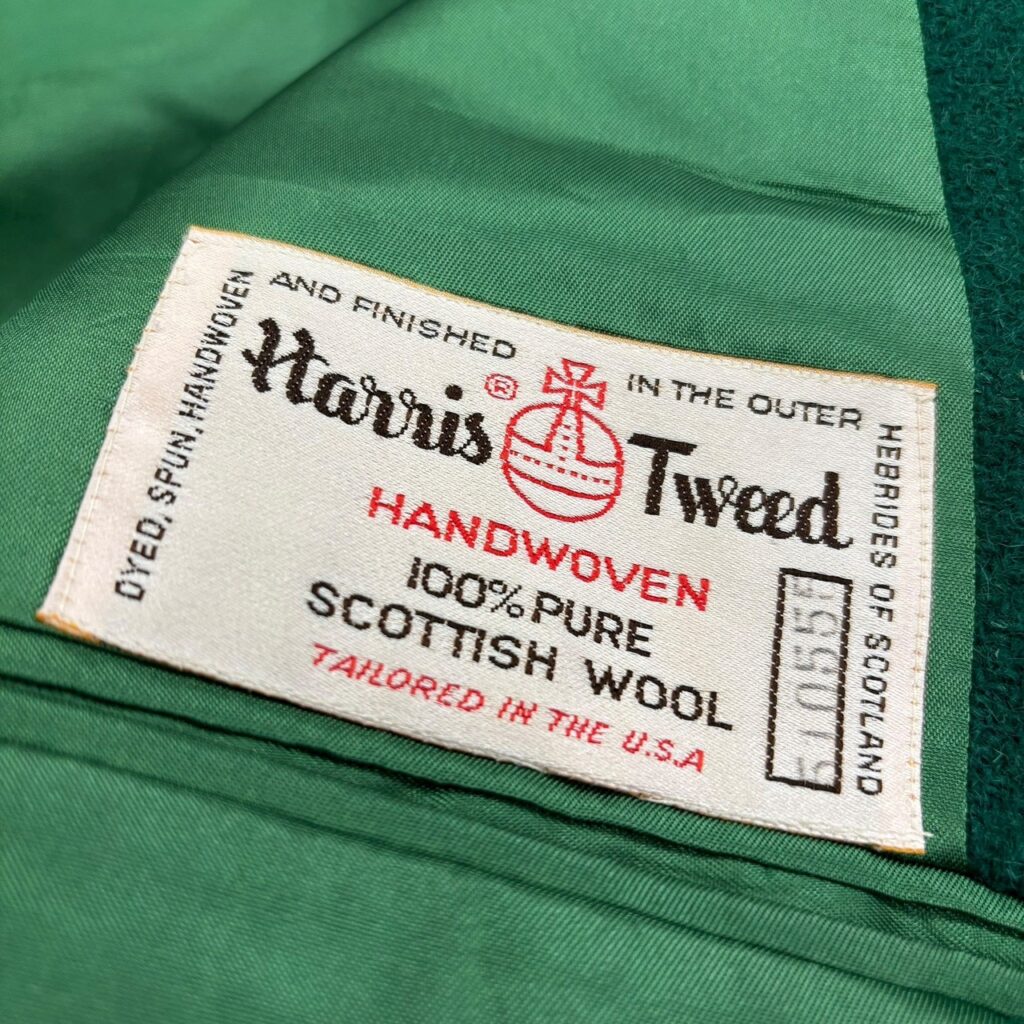 DYED, SPUN, HANDWOVEN
AND FINISHED
IN THE OUTER
HEBRIDES OF SCOTLAND
Harris ® Tweed
HANDWOVEN
100% PURE
SCOTTISH WOOL
TAILORED IN THE U.S.A